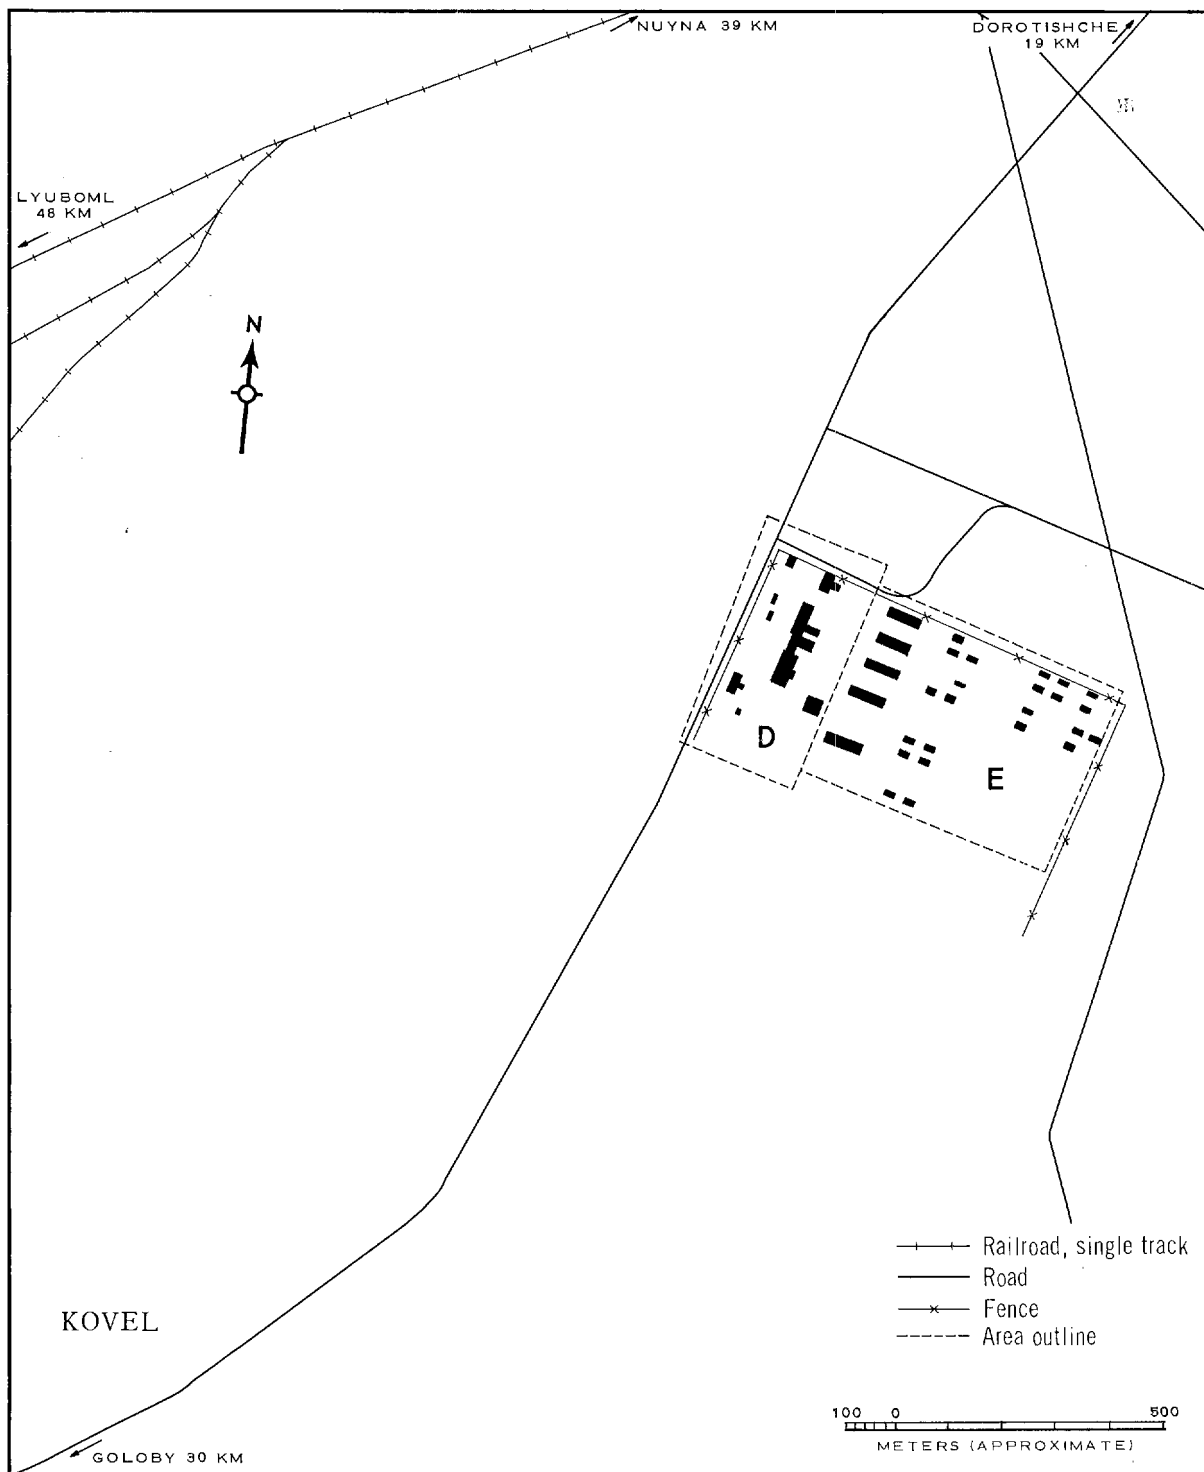 NUYNA 39 KM
DOROTISHCHE
19 KM
LYUBOML
48 KM
N
D
E
Railroad, single track
Road
Fence
Area outline
KOVEL
100 0 500
METERS (APPROXIMATE)
GOLOBY 30 KM